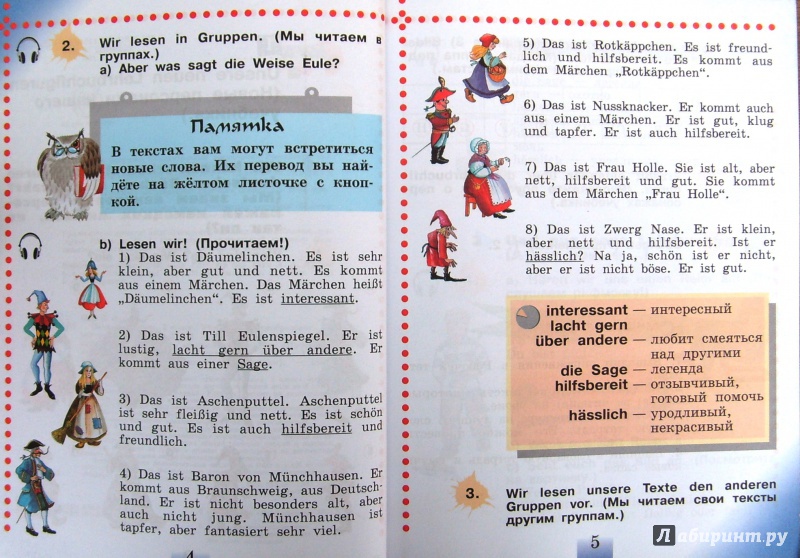 2. Wir lesen in Gruppen. (Мы читаем в
группах.)
a) Aber was sagt die Weise Eule?
Памятка
В текстах вам могут встретиться
новые слова. Их перевод вы най-
дёте на жёлтом листочке с кноп-
кой.
b) Lesen wir! (Прочитаем!)
1) Das ist Däumelinchen. Es ist sehr
klein, aber gut und nett. Es kommt
aus einem Märchen. Das Märchen heißt
„Däumelinchen“. Es ist interessant.
2) Das ist Till Eulenspiegel. Er ist
lustig, lacht gern über andere. Er
kommt aus einer Sage.
3) Das ist Aschenputtel. Aschenputtel
ist sehr fleißig und nett. Es ist schön
und gut. Es ist auch hilfsbereit und
freundlich.
4) Das ist Baron von Münchhausen. Er
kommt aus Braunschweig, aus Deutsch-
land. Er ist nicht besonders alt, aber
auch nicht jung. Münchhausen ist
tapfer, aber fantasiert sehr viel.
4
5) Das ist Rotkäppchen. Es ist freund-
lich und hilfsbereit. Es kommt aus
dem Märchen „Rotkäppchen“.
6) Das ist Nussknacker. Er kommt auch
aus einem Märchen. Er ist gut, klug
und tapfer. Er ist auch hilfsbereit.
7) Das ist Frau Holle. Sie ist alt, aber
nett, hilfsbereit und gut. Sie kommt
aus dem Märchen „Frau Holle“.
8) Das ist Zwerg Nase. Er ist klein,
aber nett und hilfsbereit. Ist er
hässlich? Na ja, schön ist er nicht,
aber er ist nicht böse. Er ist gut.
interessant — интересный
lacht gern
über andere — любит смеяться
над другими
die Sage — легенда
hilfsbereit — отзывчивый,
готовый помочь
hässlich — уродливый,
некрасивый
3. Wir lesen unsere Texte den anderen
Gruppen vor. (Мы читаем свои тексты
другим группам.)
5
Лабиринт.ру